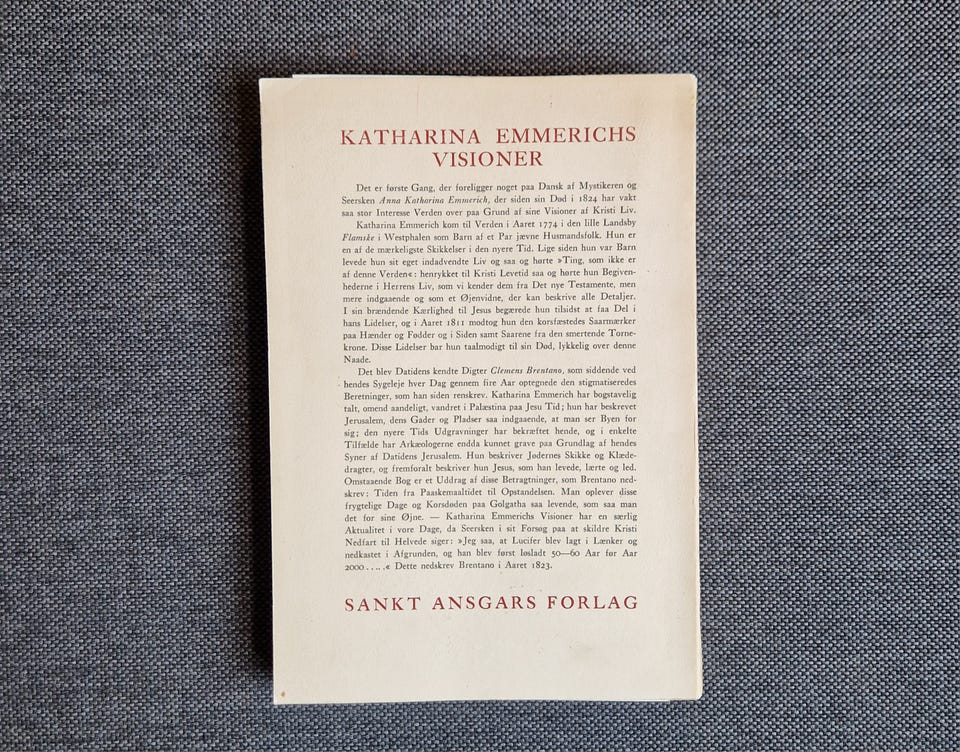 KATHARINA EMMERICHS
VISIONER
Det er første Gang, der foreligger noget paa Dansk af Mystikeren og
Seersken Anna Katharina Emmerich, der siden sin Død i 1824 har vakt
saa stor Interesse Verden over paa Grund af sine Visioner af Kristi Liv.
Katharina Emmerich kom til Verden i Aaret 1774 i den lille Landsby
Flamske i Westphalen som Barn af et Par jævne Husmandsfolk. Hun er
en af de mærkeligste Skikkelser i den nyere Tid. Lige siden hun var Barn
levede hun sit eget indadvendte Liv og saa og hørte »Ting, som ikke er
af denne Verden«: henrykket til Kristi Levetid saa og hørte hun Begiven-
hederne i Herrens Liv, som vi kender dem fra Det nye Testamente, men
mere indgaaende og som et Øjenvidne, der kan beskrive alle Detaljer.
I sin brændende Kærlighed til Jesus begærede hun tilsidst at faa Del i
hans Lidelser, og i Aaret 1811 modtog hun den korsfæstedes Saarmærker
paa Hænder og Fødder og i Siden samt Saarene fra den smertende Torne-
krone. Disse Lidelser bar hun taalmodigt til sin Død, lykkelig over denne
Naade.
Det blev Datidens kendte Digter Clemens Brentano, som siddende ved
hendes Sygeleje hver Dag gennem fire Aar optegnede den stigmatiseredes
Beretninger, som han siden renskrev. Katharina Emmerich har bogstavelig
talt, omend aandeligt, vandret i Palæstina paa Jesu Tid; hun har beskrevet
Jerusalem, dens Gader og Pladser saa indgaaende, at man ser Byen for
sig; den nyere Tids Udgravninger har bekræftet hende, og i enkelte
Tilfælde har Arkæologerne endda kunnet grave paa Grundlag af hendes
Syner af Datidens Jerusalem. Hun beskriver Jødernes Skikke og Klæde-
dragter, og fremforalt beskriver hun Jesus, som han levede, lærte og led.
Omstaaende Bog er et Uddrag af disse Betragtninger, som Brentano ned-
skrev: Tiden fra Paaskemaaltidet til Opstandelsen. Man oplever disse
frygtelige Dage og Korsdøden paa Golgatha saa levende, som saa man
det for sine Øjne. — Katharina Emmerichs Visioner har en særlig
Aktualitet i vore Dage, da Seersken i sit Forsøg paa at skildre Kristi
Nedfart til Helvede siger: »Jeg saa, at Lucifer blev lagt i Lænker og
nedkastet i Afgrunden, og han blev først løsladt 50—60 Aar før Aar
2000.....« Dette nedskrev Brentano i Aaret 1823.
SANKT ANSGARS FORLAG